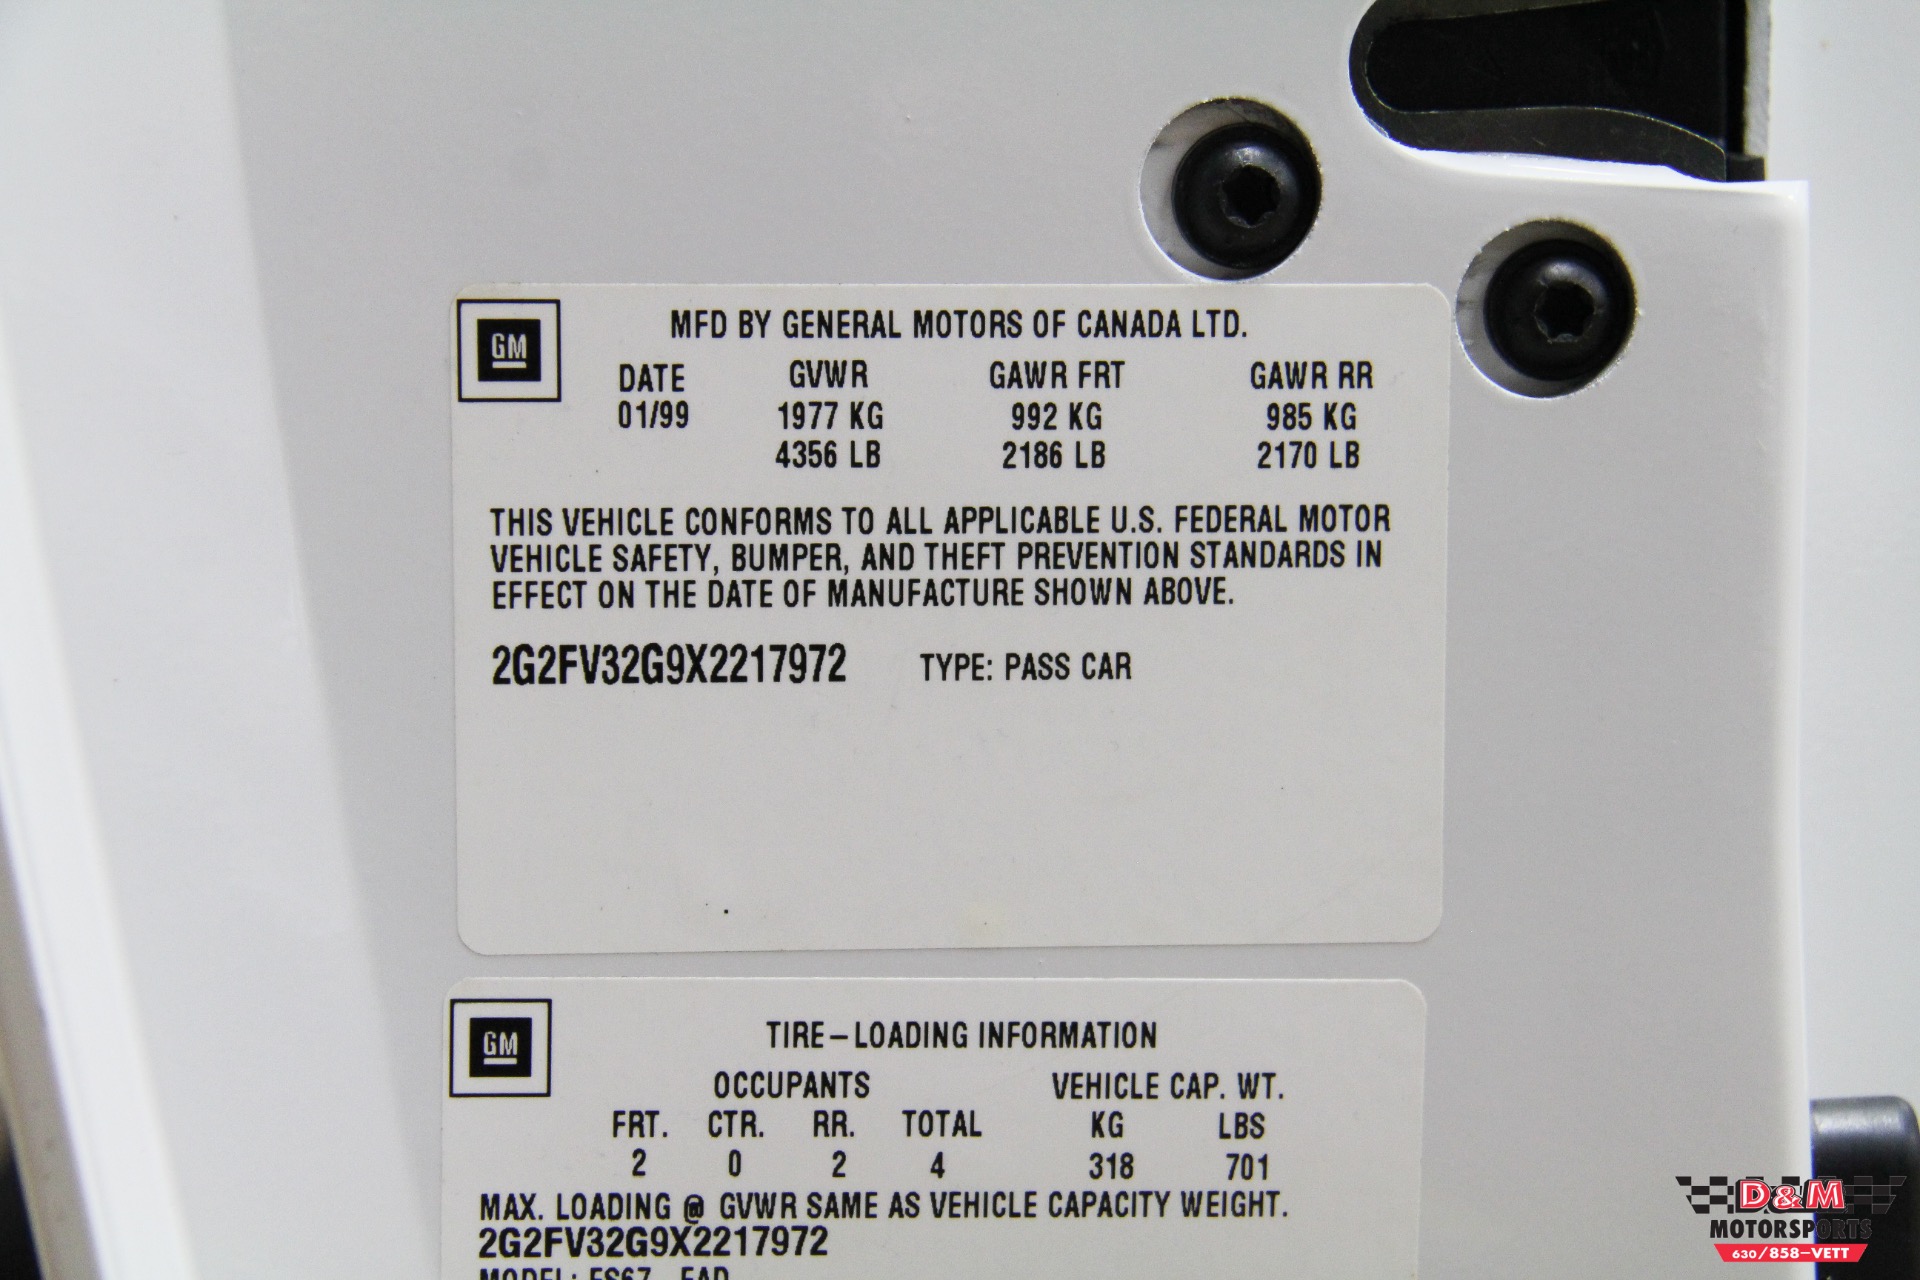 GM
MFD BY GENERAL MOTORS OF CANADA LTD.
DATE GVWR GAWR FRT GAWR RR
01/99 1977 KG 992 KG 985 KG
4356 LB 2186 LB 2170 LB
THIS VEHICLE CONFORMS TO ALL APPLICABLE U.S. FEDERAL MOTOR
VEHICLE SAFETY, BUMPER, AND THEFT PREVENTION STANDARDS IN
EFFECT ON THE DATE OF MANUFACTURE SHOWN ABOVE.
2G2FV32G9X2217972 TYPE: PASS CAR
GM
TIRE-LOADING INFORMATION
OCCUPANTS VEHICLE CAP. WT.
FRT. CTR. RR. TOTAL KG LBS
2 0 2 4 318 701
MAX. LOADING @ GVWR SAME AS VEHICLE CAPACITY WEIGHT.
2G2FV32G9X2217972
MODEL:
D&M
MOTORSPORTS
630/858-VETT